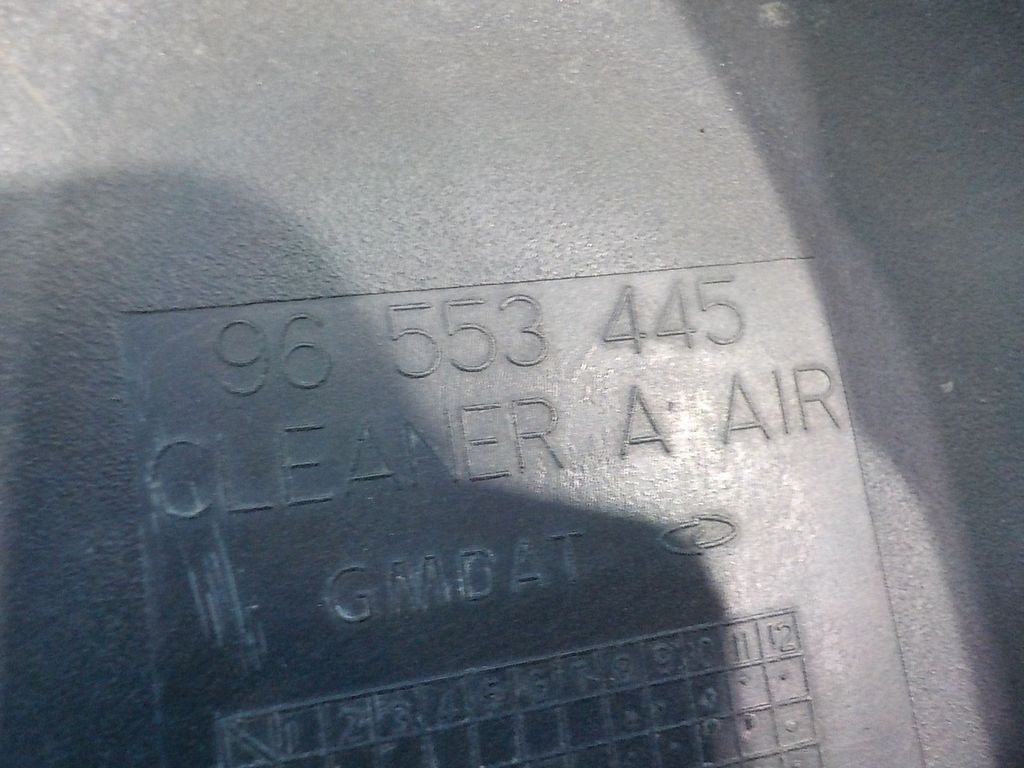 96 553 445
CLEANER A AIR
GMDAT
1 2 3 4 5 6 7 8 9 10 11 12